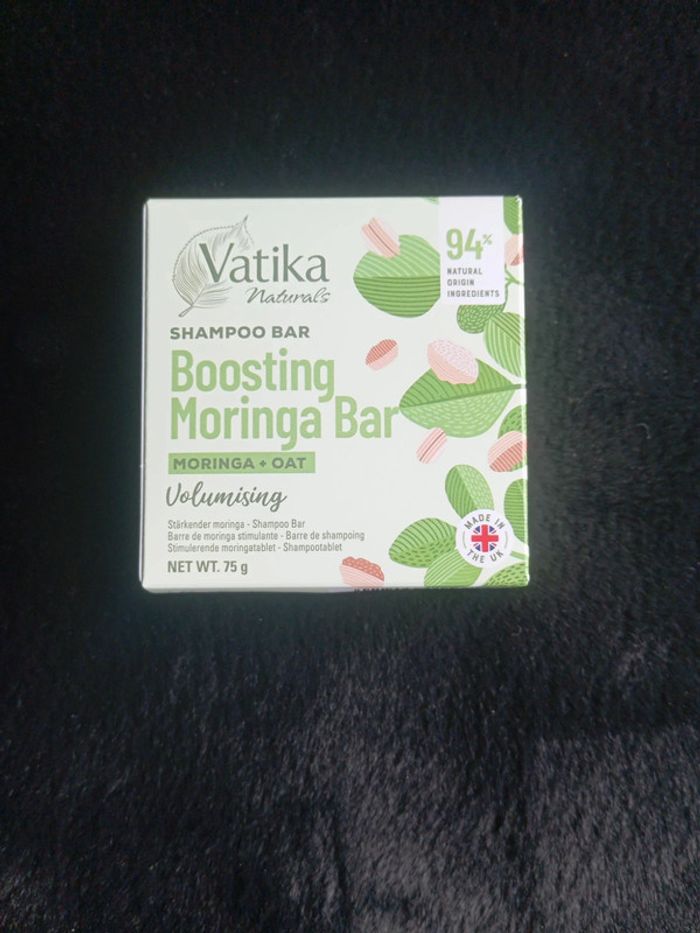 Vatika
Naturals
94%
NATURAL
ORIGIN
INGREDIENTS
SHAMPOO BAR
Boosting
Moringa Bar
MORINGA + OAT
Volumising
Stärkender moringa - Shampoo Bar
Barre de moringa stimulante - Barre de shampoing
Stimulerende moringatablet - Shampootablet
NET WT. 75 g
MADE IN
THE UK